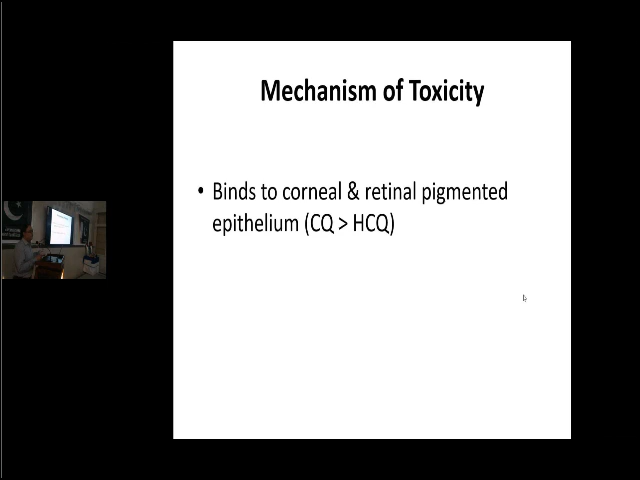 Mechanism of Toxicity
• Binds to corneal & retinal pigmented
epithelium (CQ > HCQ)